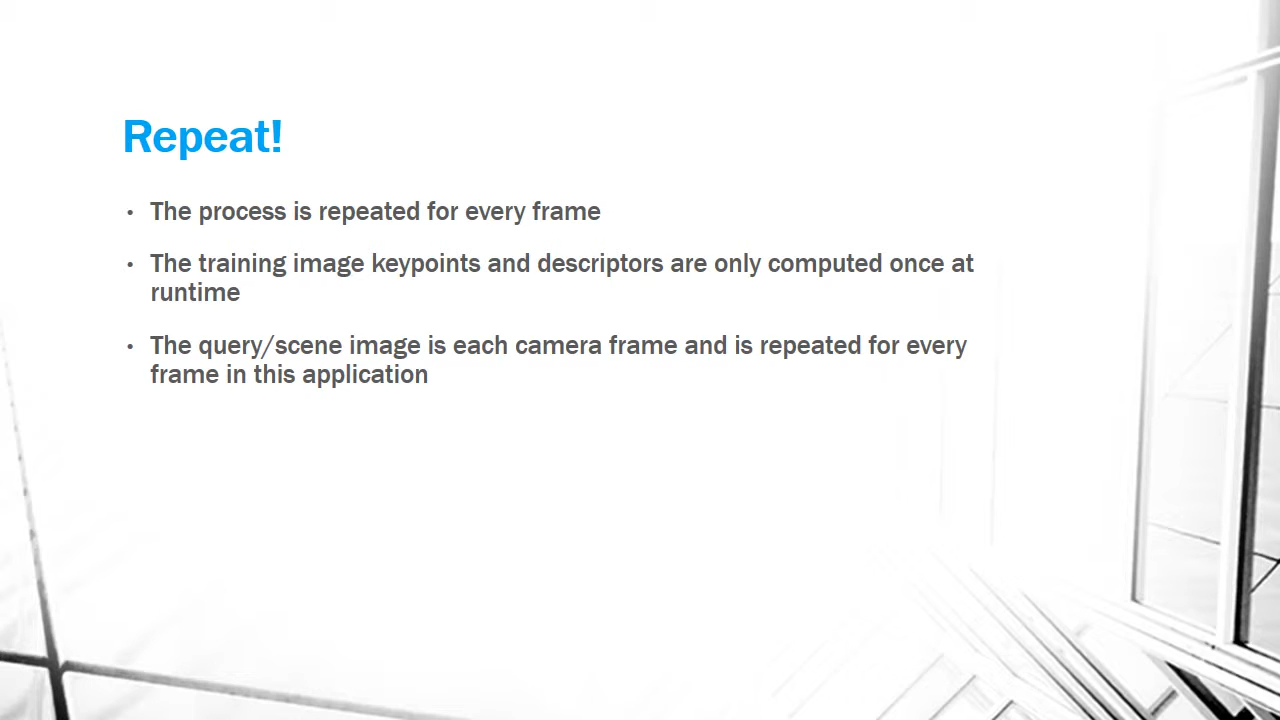 Repeat!
• The process is repeated for every frame
• The training image keypoints and descriptors are only computed once at
runtime
• The query/scene image is each camera frame and is repeated for every
frame in this application